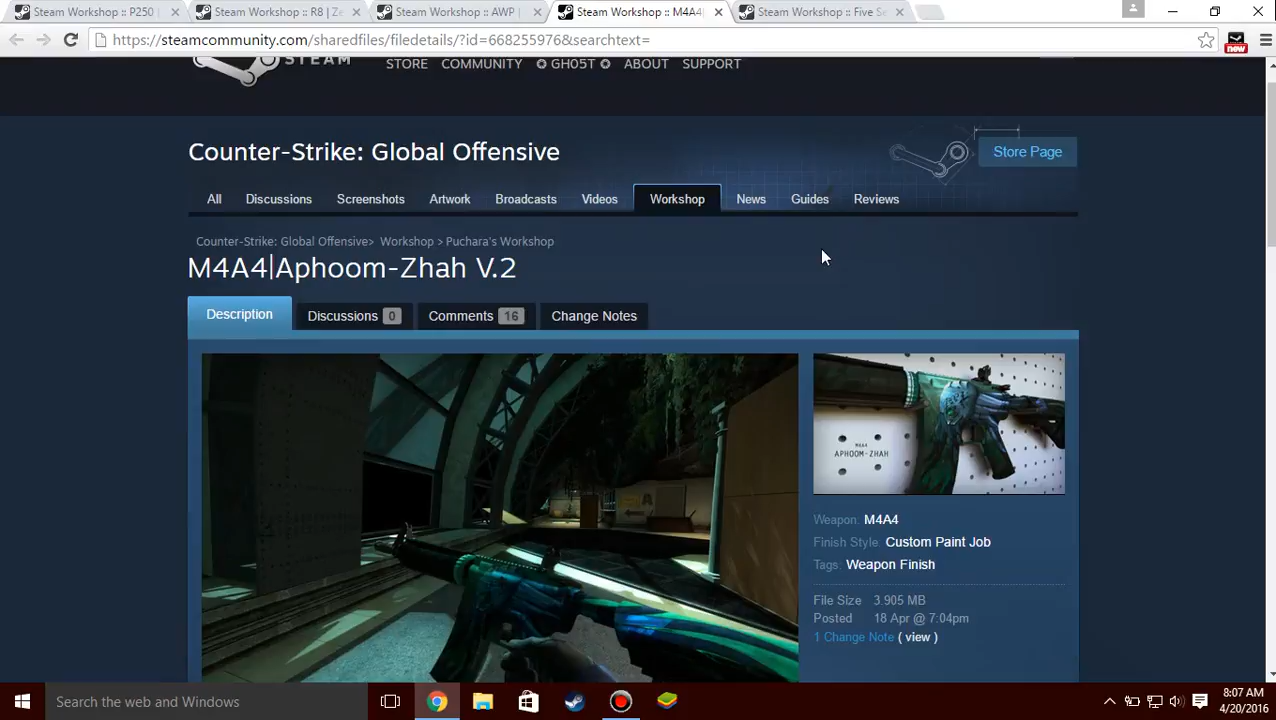 Steam Workshop :: P250 |
Steam Workshop :: R8 | Ze
Steam Workshop :: AWP |
Steam Workshop :: M4A4|
Steam Workshop :: Five Se
https://steamcommunity.com/sharedfiles/filedetails/?id=668255976&searchtext=
new
STEAM
STORE COMMUNITY ✪ GH05T ✪ ABOUT SUPPORT
Counter-Strike: Global Offensive
Store Page
All Discussions Screenshots Artwork Broadcasts Videos Workshop News Guides Reviews
Counter-Strike: Global Offensive> Workshop > Puchara's Workshop
M4A4|Aphoom-Zhah V.2
Description Discussions 0 Comments 16 Change Notes
M4A4
APHOOM-ZHAH
Weapon: M4A4
Finish Style: Custom Paint Job
Tags: Weapon Finish
File Size 3.905 MB
Posted 18 Apr @ 7:04pm
1 Change Note ( view )
Search the web and Windows
8:07 AM
4/20/2016